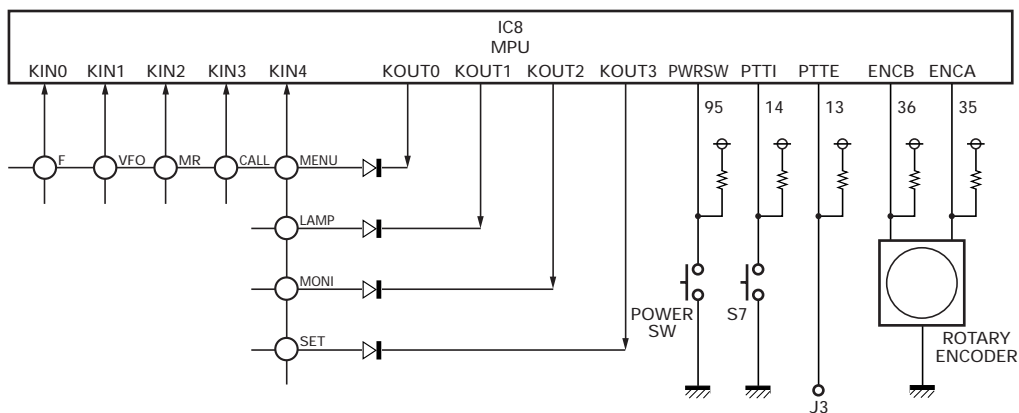 IC8
MPU
KIN0 KIN1 KIN2 KIN3 KIN4 KOUT0 KOUT1 KOUT2 KOUT3 PWRSW PTTI PTTE ENCB ENCA
95 14 13 36 35
F VFO MR CALL MENU
LAMP
MONI
SET
POWER
SW
S7
ROTARY
ENCODER
J3